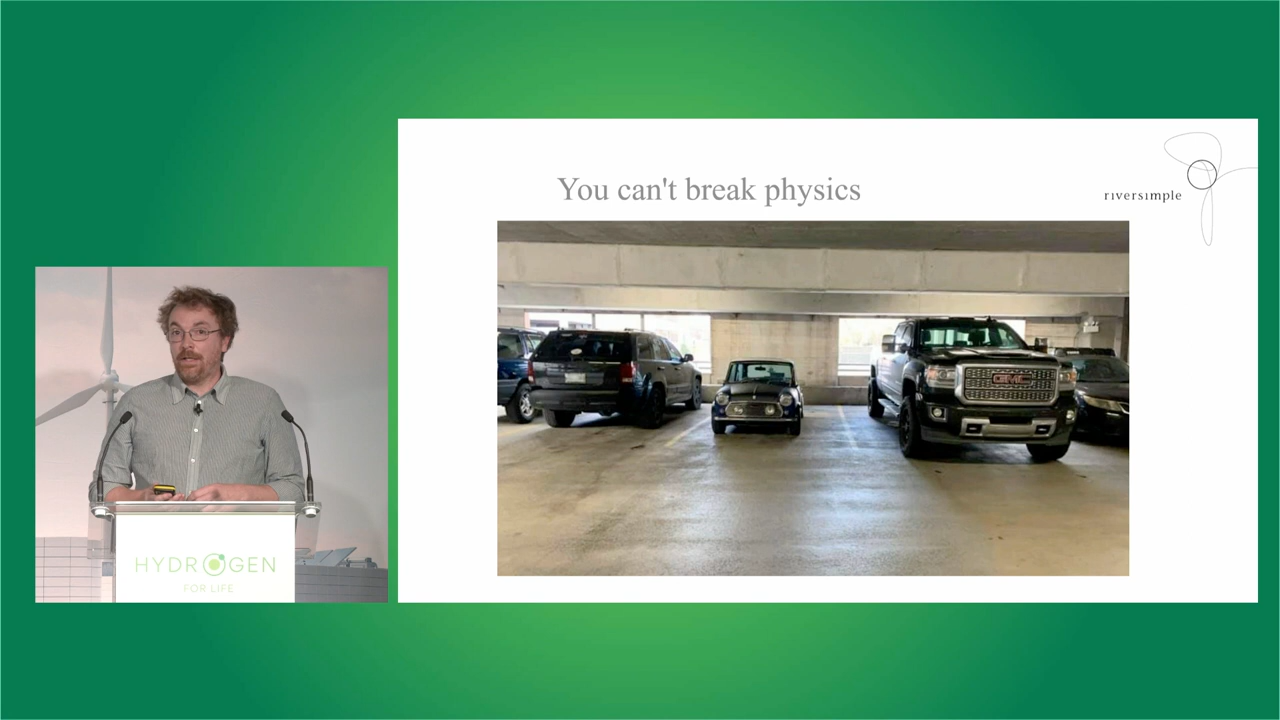 You can't break physics
riversimple
GMC
HYDROGEN
FOR LIFE